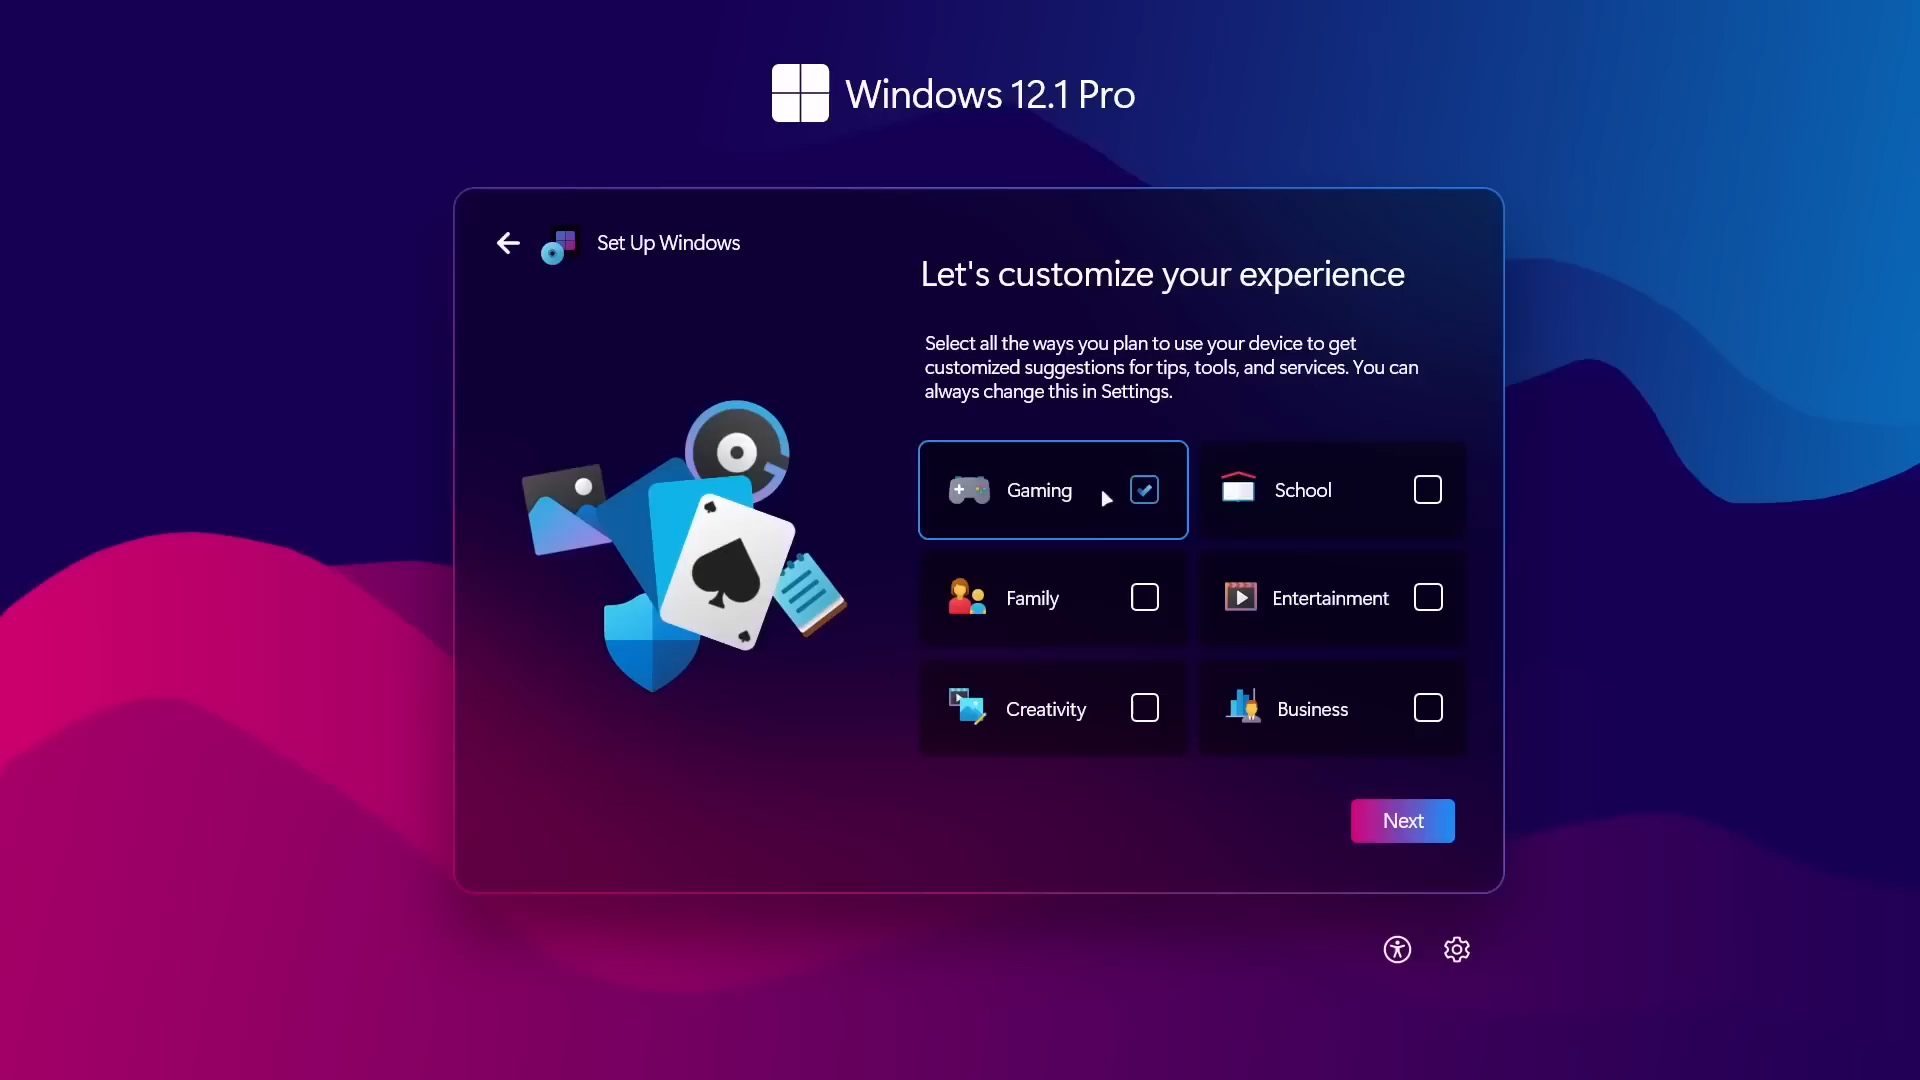 Windows 12.1 Pro
Set Up Windows
Let's customize your experience
Select all the ways you plan to use your device to get
customized suggestions for tips, tools, and services. You can
always change this in Settings.
Gaming
School
Family
Entertainment
Creativity
Business
Next